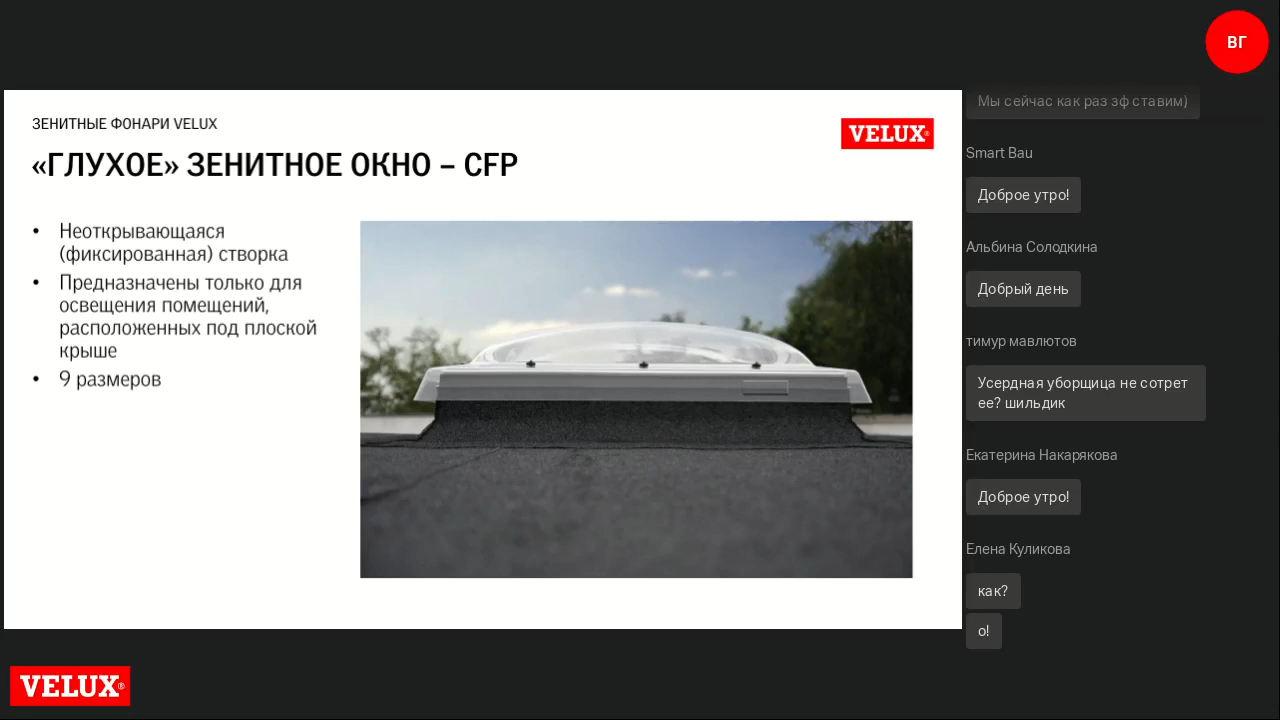 ВГ
ЗЕНИТНЫЕ ФОНАРИ VELUX
VELUX®
«ГЛУХОЕ» ЗЕНИТНОЕ ОКНО – CFP
• Неоткрывающаяся
(фиксированная) створка
• Предназначены только для
освещения помещений,
расположенных под плоской
крыше
• 9 размеров
Мы сейчас как раз зф ставим)
Smart Bau
Доброе утро!
Альбина Солодкина
Добрый день
тимур мавлютов
Усердная уборщица не сотрет
ее? шильдик
Екатерина Накарякова
Доброе утро!
Елена Куликова
как?
о!
VELUX®